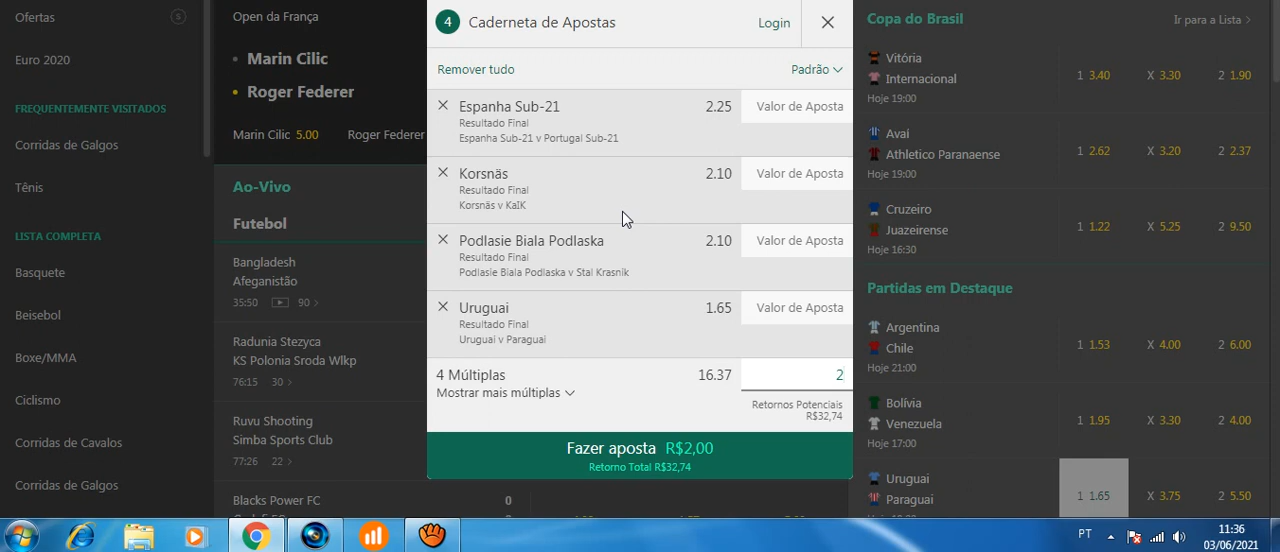 Ofertas
Euro 2020
FREQUENTEMENTE VISITADOS
Corridas de Galgos
Tênis
LISTA COMPLETA
Basquete
Beisebol
Boxe/MMA
Ciclismo
Corridas de Cavalos
Corridas de Galgos
Open da França
Marin Cilic
Roger Federer
Marin Cilic 5.00 Roger Federer
Ao-Vivo
Futebol
Bangladesh
Afeganistão
35:50 90
Radunia Stezyca
KS Polonia Sroda Wlkp
76:15 30
Ruvu Shooting
Simba Sports Club
77:26 22
Blacks Power FC 0
0
4 Caderneta de Apostas Login
Remover tudo Padrão
Espanha Sub-21 2.25 Valor de Aposta
Resultado Final
Espanha Sub-21 v Portugal Sub-21
Korsnäs 2.10 Valor de Aposta
Resultado Final
Korsnäs v KaIK
Podlasie Biala Podlaska 2.10 Valor de Aposta
Resultado Final
Podlasie Biala Podlaska v Stal Krasnik
Uruguai 1.65 Valor de Aposta
Resultado Final
Uruguai v Paraguai
4 Múltiplas 16.37 2
Mostrar mais múltiplas
Retornos Potenciais
R$32,74
Fazer aposta R$2,00
Retorno Total R$32,74
Copa do Brasil Ir para a Lista
Vitória
Internacional
1 3.40 X 3.30 2 1.90
Hoje 19:00
Avaí
Athletico Paranaense
1 2.62 X 3.20 2 2.37
Hoje 19:00
Cruzeiro
Juazeirense
1 1.22 X 5.25 2 9.50
Hoje 16:30
Partidas em Destaque
Argentina
Chile
1 1.53 X 4.00 2 6.00
Hoje 21:00
Bolívia
Venezuela
1 1.95 X 3.30 2 4.00
Hoje 17:00
Uruguai
Paraguai
1 1.65 X 3.75 2 5.50
PT
11:36
03/06/2021